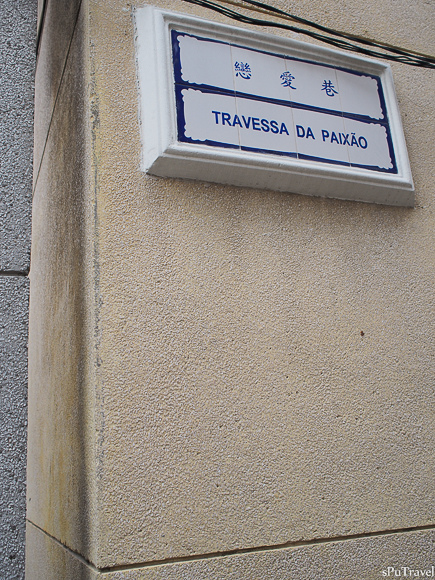 戀愛巷
TRAVESSA DA PAIXÃO
sPuTravel